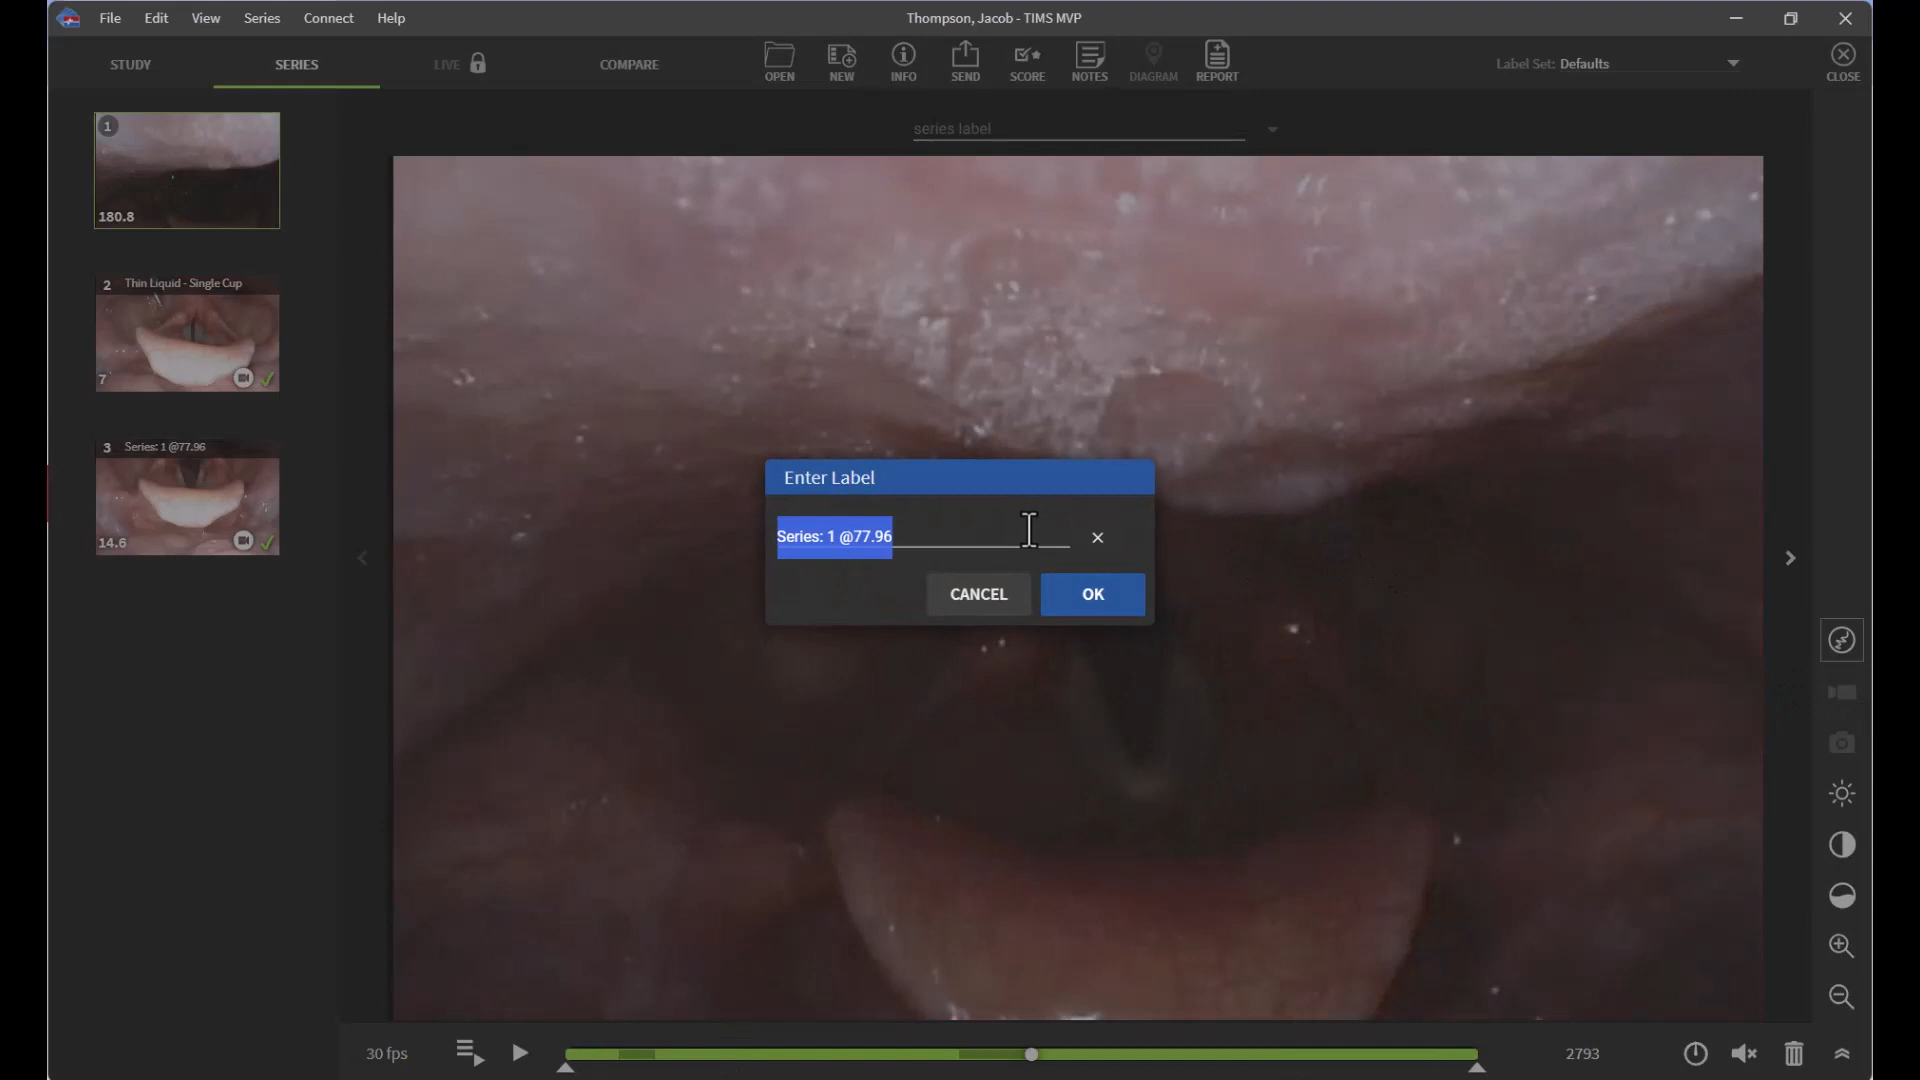 File Edit View Series Connect Help
Thompson, Jacob - TIMS MVP
STUDY SERIES LIVE COMPARE
OPEN NEW INFO SEND SCORE NOTES DIAGRAM REPORT
Label Set: Defaults
CLOSE
series label
1
180.8
2 Thin Liquid - Single Cup
7
3 Series: 1 @77.96
14.6
Enter Label
Series: 1 @77.96
CANCEL OK
30 fps
2793